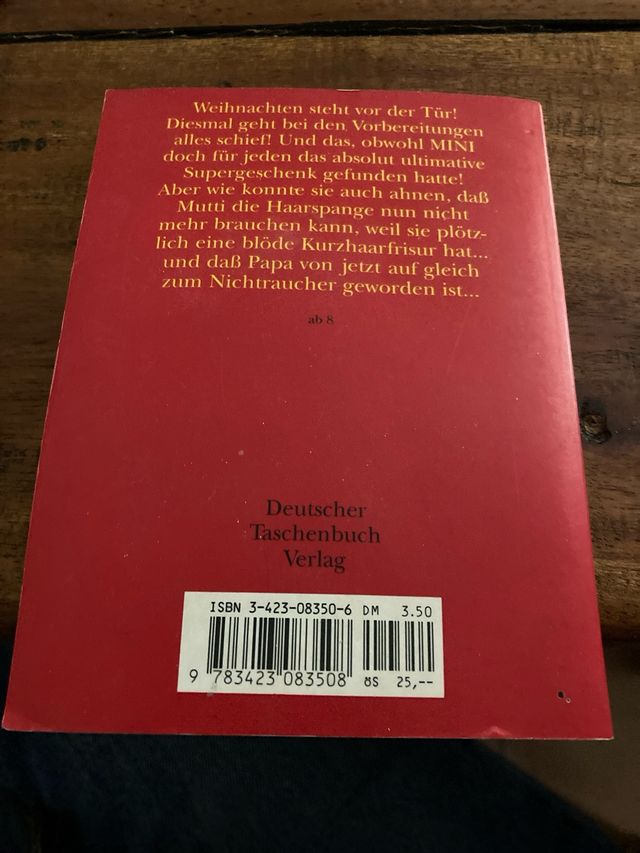 Weihnachten steht vor der Tür!
Diesmal geht bei den Vorbereitungen
alles schief! Und das, obwohl MINI
doch für jeden das absolut ultimative
Supergeschenk gefunden hatte!
Aber wie konnte sie auch ahnen, daß
Mutti die Haarspange nun nicht
mehr brauchen kann, weil sie plötz-
lich eine blöde Kurzhaarfrisur hat...
und daß Papa von jetzt auf gleich
zum Nichtraucher geworden ist...
ab 8
Deutscher
Taschenbuch
Verlag
ISBN 3-423-08350-6 DM 3.50
9 783423 083508 öS 25,--